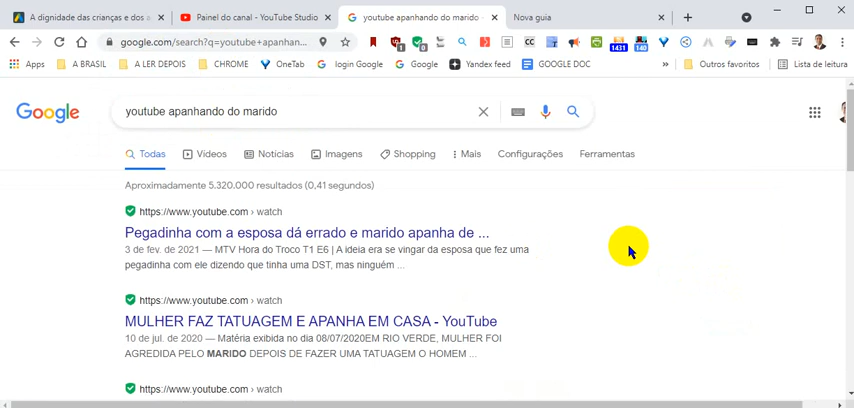 A dignidade das crianças e dos a
Painel do canal - YouTube Studio
youtube apanhando do marido -
Nova guia
google.com/search?q=youtube+apanhan...
1
0
CC
1431
140
Apps
A BRASIL
A LER DEPOIS
CHROME
OneTab
login Google
Google
Yandex feed
GOOGLE DOC
»
Outros favoritos
Lista de leitura
Google
youtube apanhando do marido
Todas
Vídeos
Notícias
Imagens
Shopping
Mais
Configurações
Ferramentas
Aproximadamente 5.320.000 resultados (0,41 segundos)
https://www.youtube.com › watch
Pegadinha com a esposa dá errado e marido apanha de ...
3 de fev. de 2021 — MTV Hora do Troco T1 E6 | A ideia era se vingar da esposa que fez uma
pegadinha com ele dizendo que tinha uma DST, mas ninguém ...
https://www.youtube.com › watch
MULHER FAZ TATUAGEM E APANHA EM CASA - YouTube
10 de jul. de 2020 — Matéria exibida no dia 08/07/2020EM RIO VERDE, MULHER FOI
AGREDIDA PELO MARIDO DEPOIS DE FAZER UMA TATUAGEM O HOMEM ...
https://www.youtube.com › watch